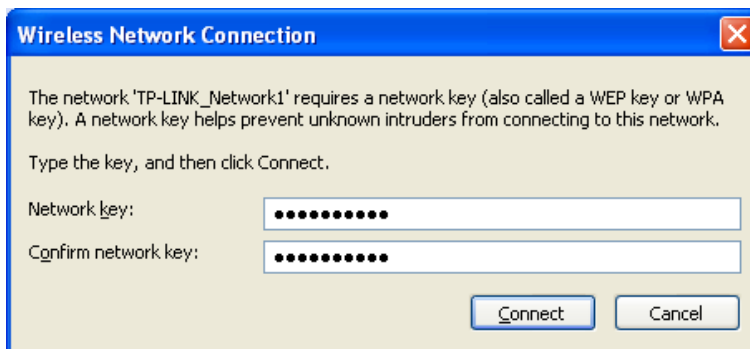 Wireless Network Connection
The network 'TP-LINK_Network1' requires a network key (also called a WEP key or WPA
key). A network key helps prevent unknown intruders from connecting to this network.
Type the key, and then click Connect.
Network key: ••••••••••
Confirm network key: ••••••••••
Connect Cancel